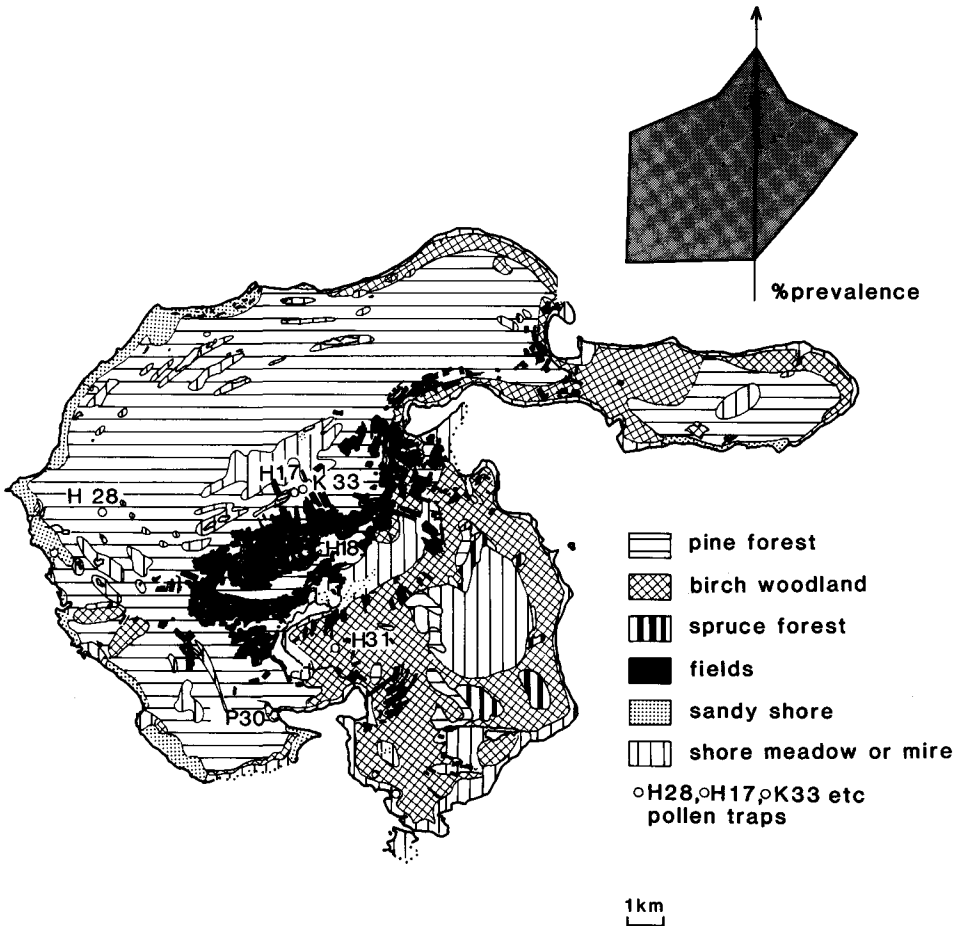 %prevalence
H17
K 33
H 28
H18
H31
P30
pine forest
birch woodland
spruce forest
fields
sandy shore
shore meadow or mire
H28, H17, K33 etc
pollen traps
1km